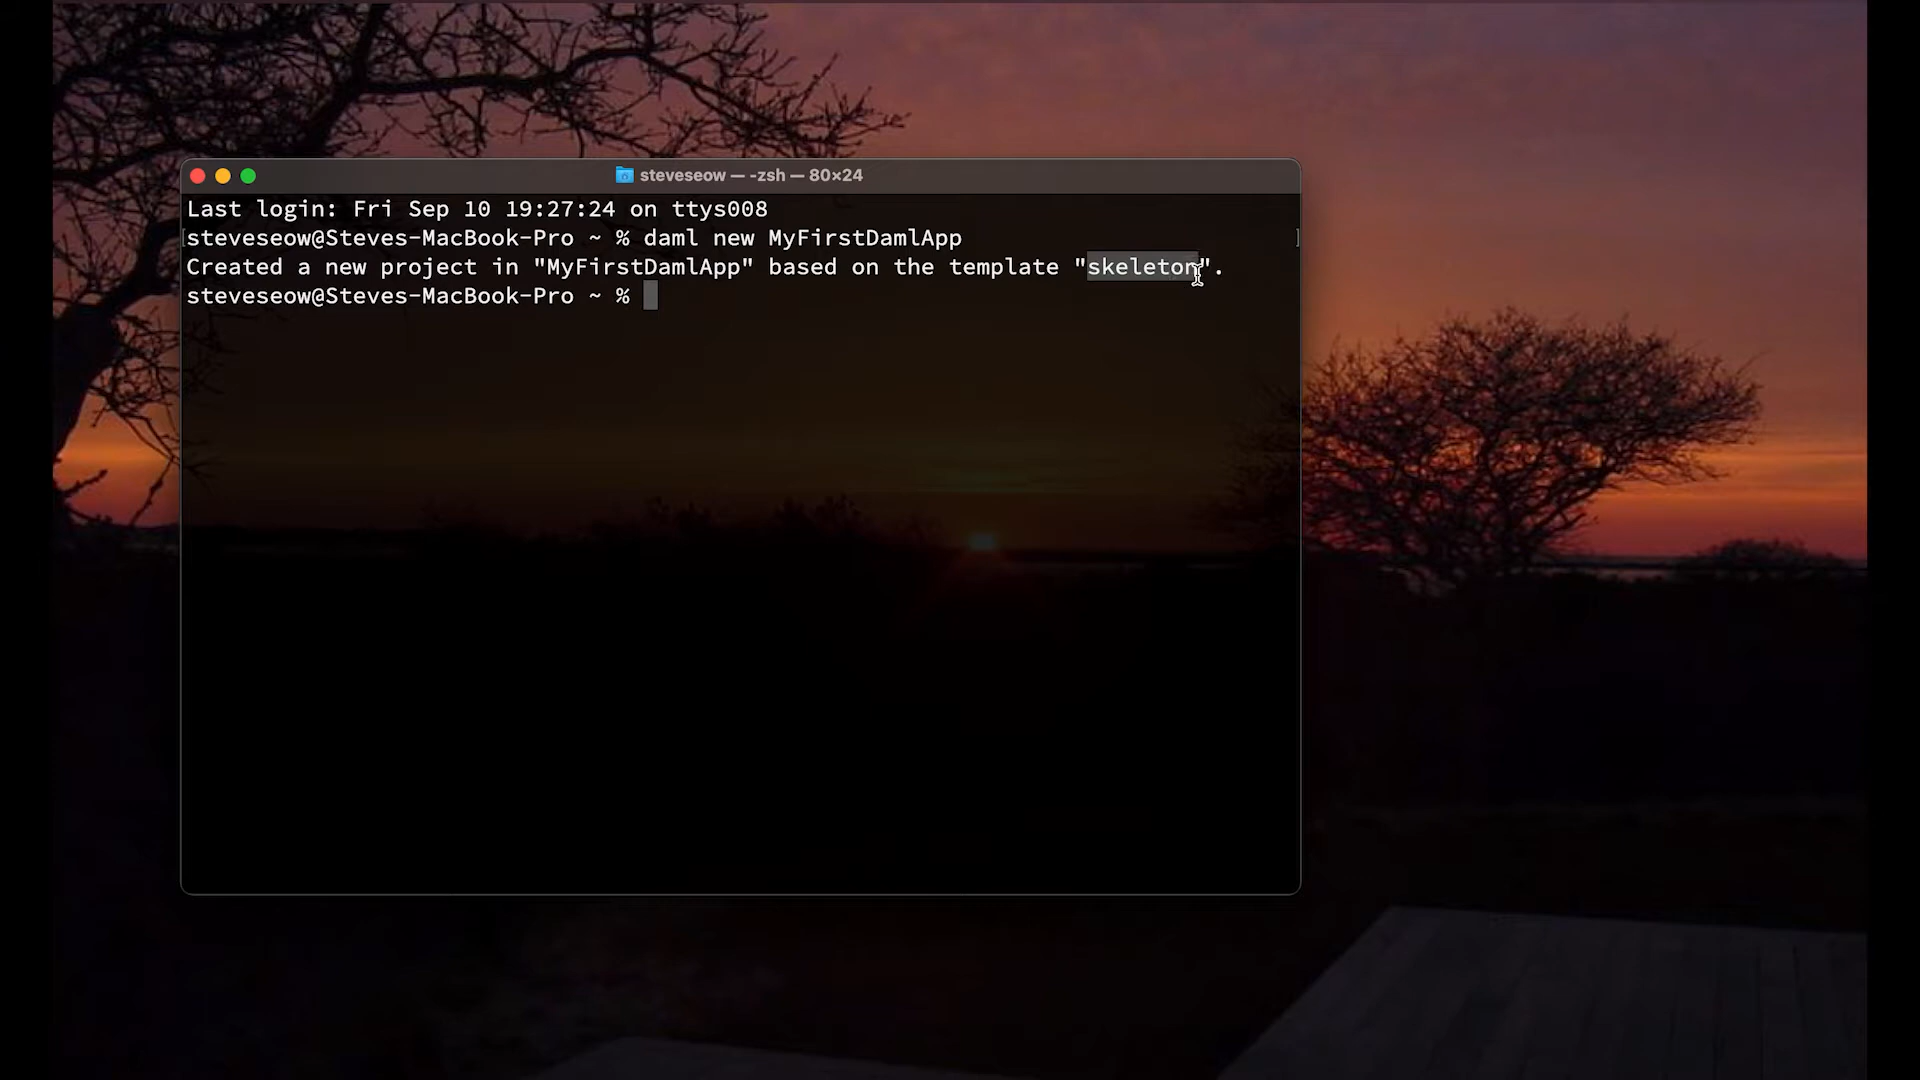 steveseow — -zsh — 80×24
Last login: Fri Sep 10 19:27:24 on ttys008
steveseow@Steves-MacBook-Pro ~ % daml new MyFirstDamlApp
Created a new project in "MyFirstDamlApp" based on the template "skeleton".
steveseow@Steves-MacBook-Pro ~ %